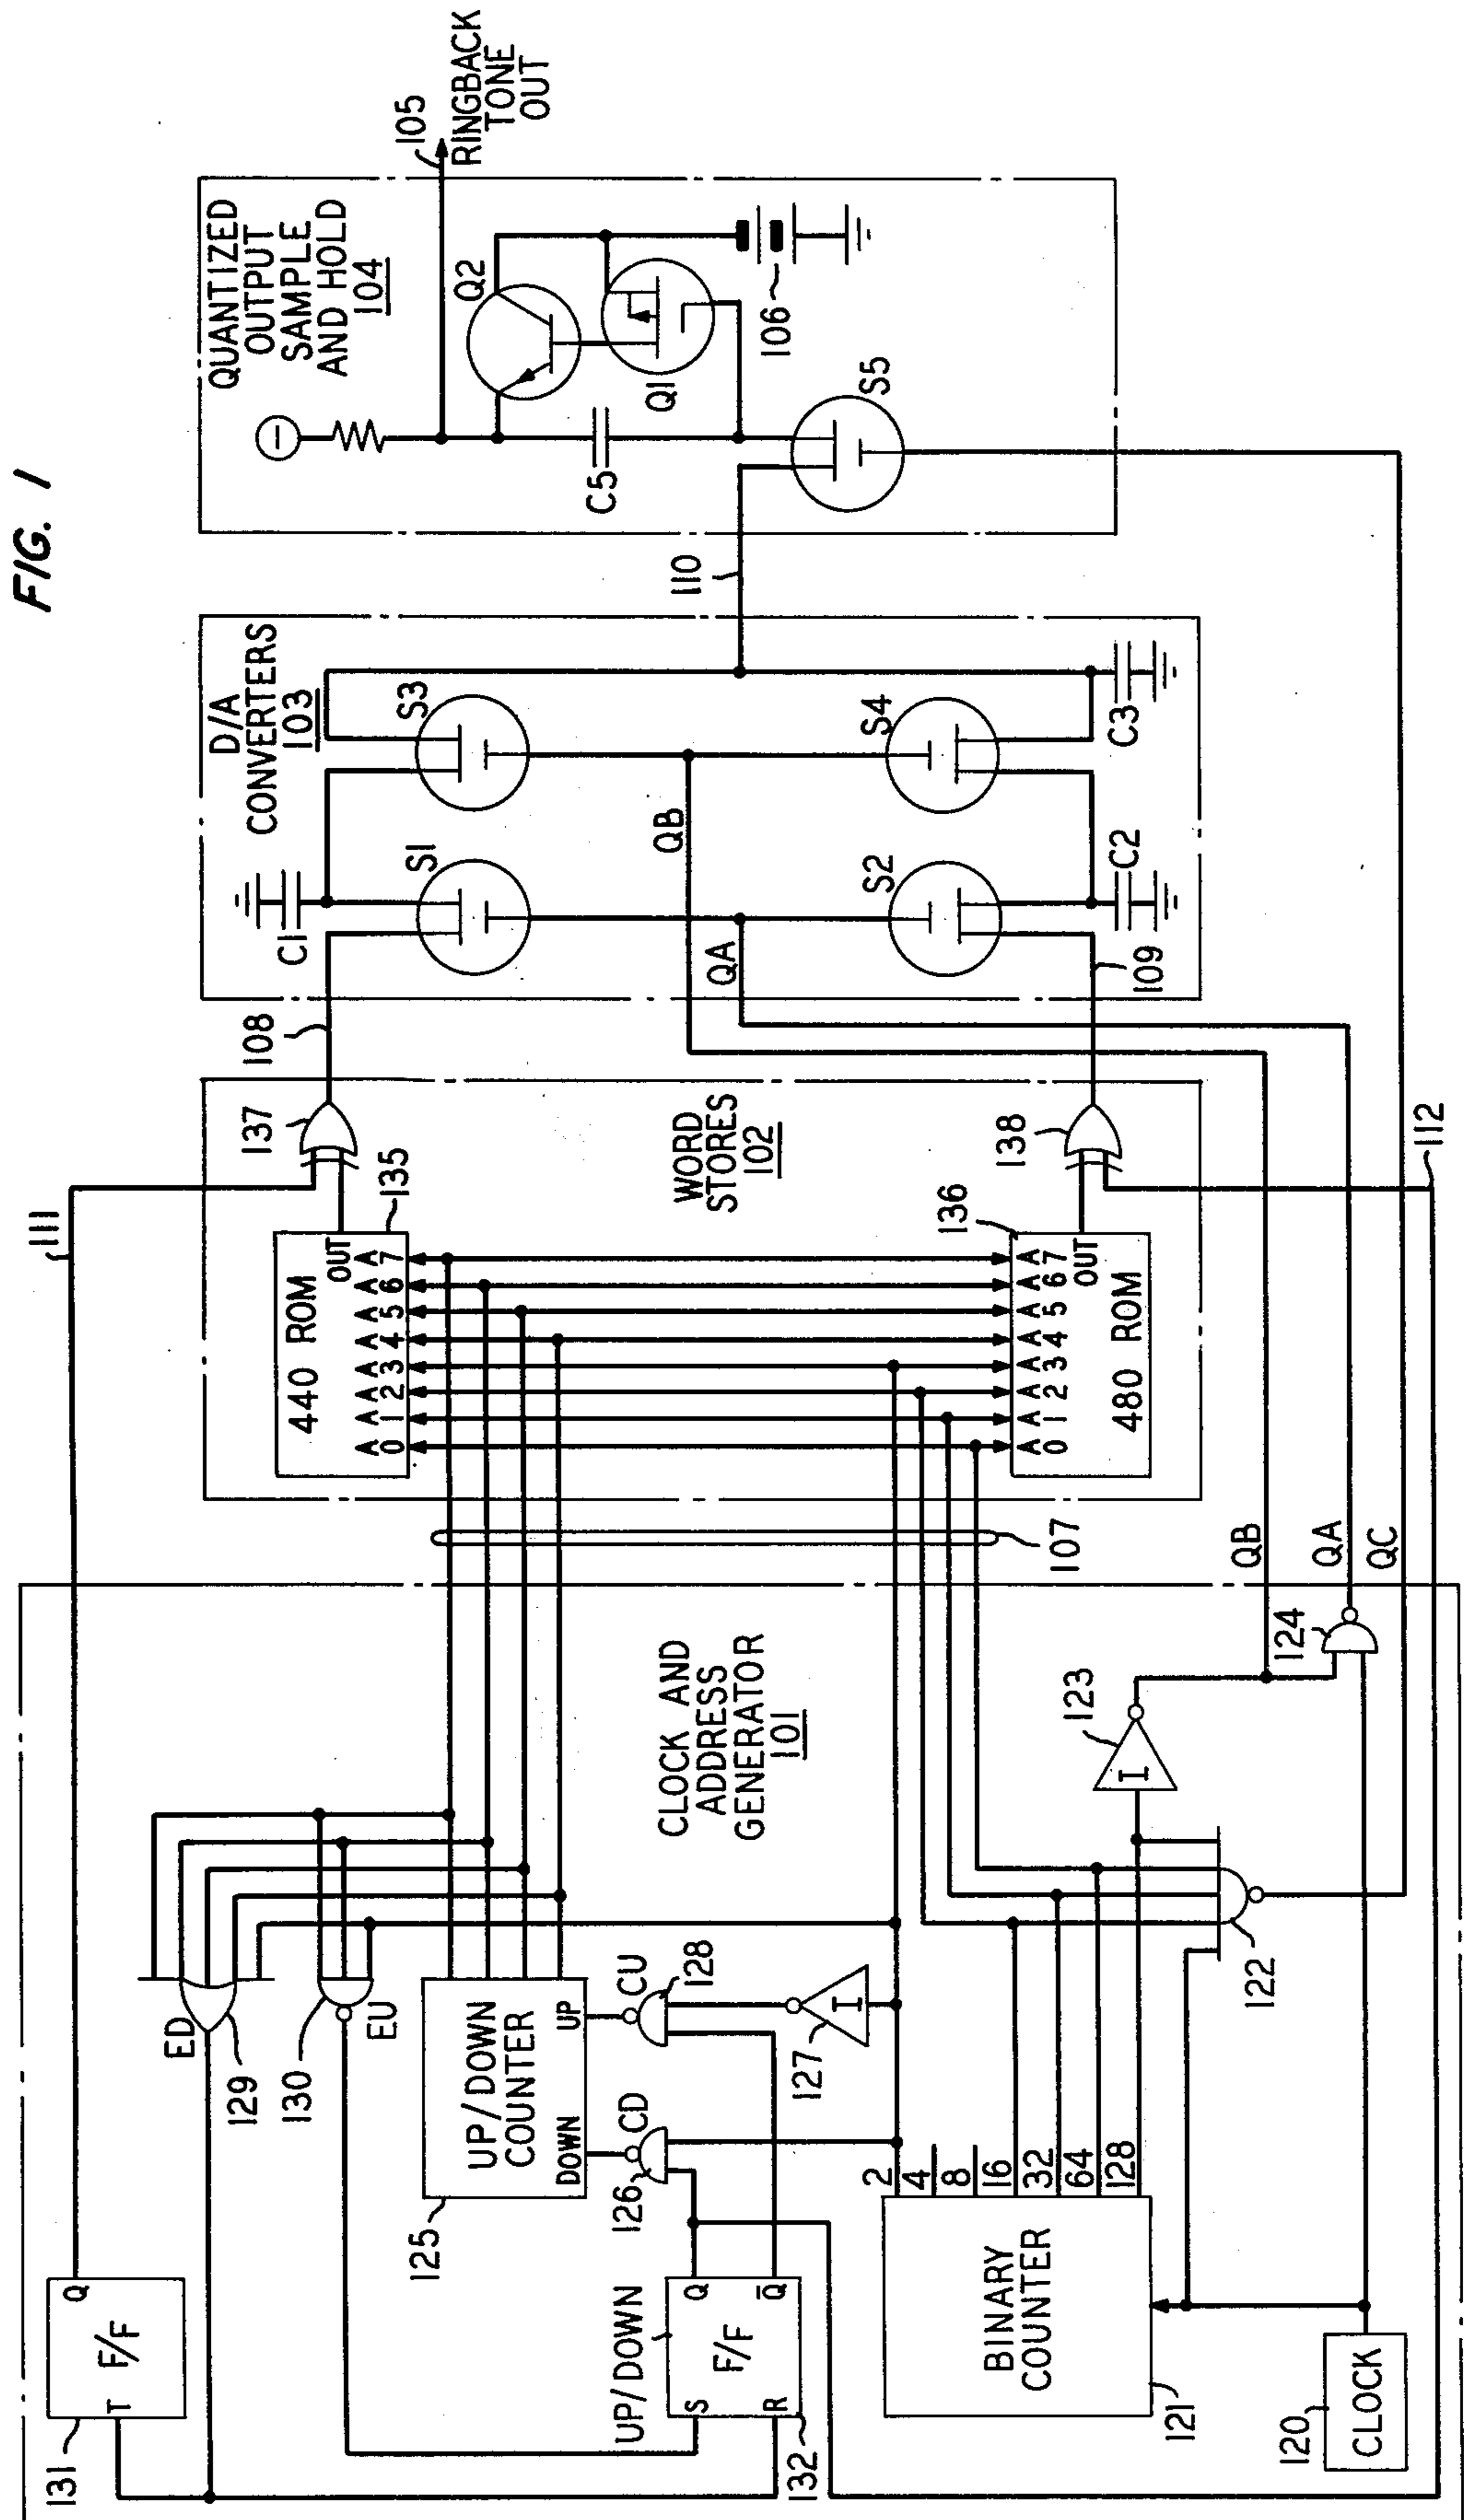 FIG. 1
QUANTIZED
OUTPUT
SAMPLE
AND HOLD
104
105
RINGBACK
TONE
OUT
Q2
Q1
106
C5
S5
110
D/A
CONVERTERS
103
C1
S1
S3
QB
QA
S2
S4
C2
C3
108
109
111
137
135
440 ROM
OUT
A0 A1 A2 A3 A4 A5 A6 A7
WORD
STORES
102
136
138
480 ROM
OUT
A0 A1 A2 A3 A4 A5 A6 A7
112
107
QB
QA
QC
CLOCK AND
ADDRESS
GENERATOR
101
ED
129
130
EU
UP/DOWN
COUNTER
UP
DOWN
125
CU
128
CD
126
127
I
123
I
124
122
131
F/F
T
Q
UP/DOWN
F/F
S
R
Q
Q̅
132
BINARY
COUNTER
2
4
8
16
32
64
128
121
120
CLOCK